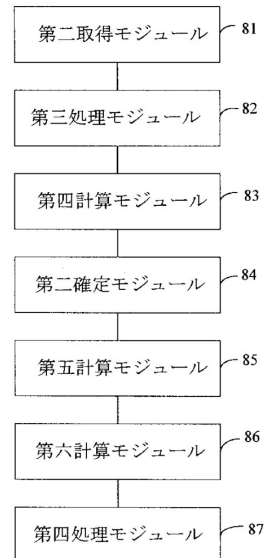 第二取得モジュール 81
第三処理モジュール 82
第四計算モジュール 83
第二確定モジュール 84
第五計算モジュール 85
第六計算モジュール 86
第四処理モジュール 87